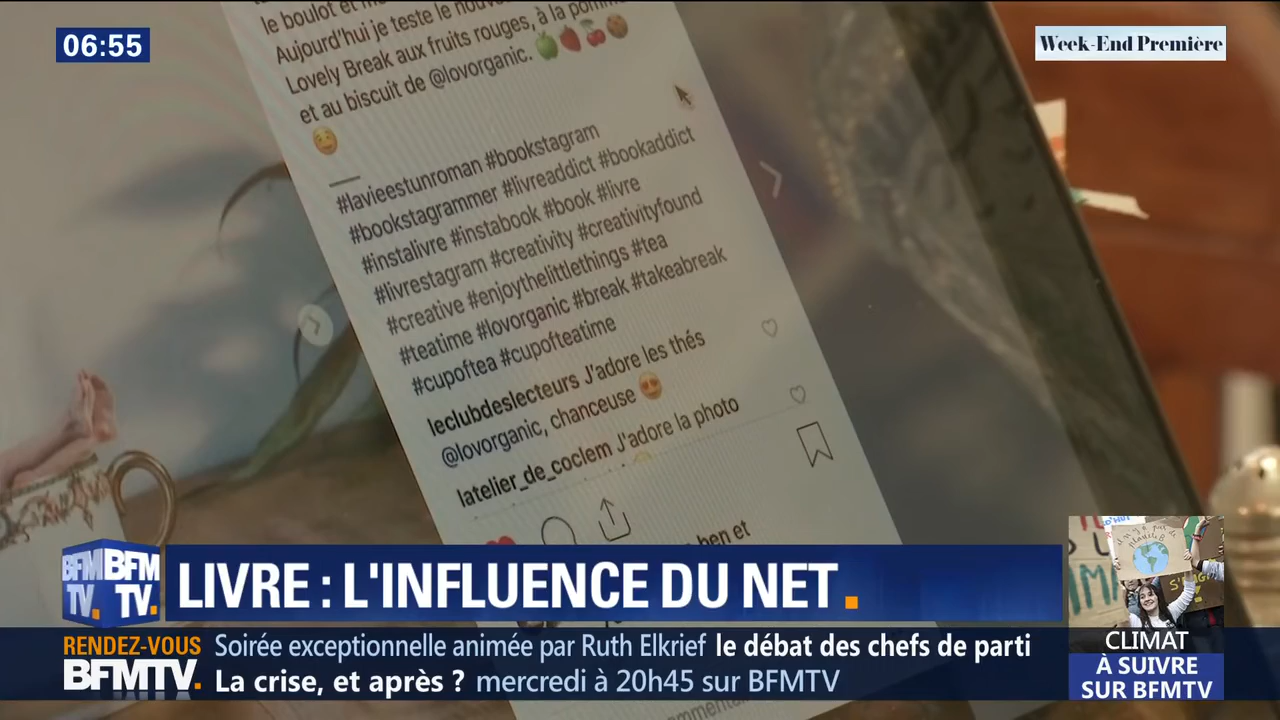 06:55
Week-End Première
le boulot et
Aujourd'hui je teste le
Lovely Break aux fruits rouges, à la
et au biscuit de @lovorganic.
#lavieestunroman #bookstagram
#bookstagrammer #livreaddict #bookaddict
#instalivre #instabook #book #livre
#livrestagram #creativity #creativityfound
#creative #enjoythelittlethings #tea
#teatime #lovorganic #break #takeabreak
#cupoftea #cupofteatime
leclubdeslecteurs J'adore les thés
@lovorganic, chanceuse
latelier_de_coclem J'adore la photo
ben et
BFM BFM
TV. TV.
LIVRE : L'INFLUENCE DU NET.
RENDEZ-VOUS
BFMTV.
Soirée exceptionnelle animée par Ruth Elkrief le débat des chefs de parti
La crise, et après ? mercredi à 20h45 sur BFMTV
CLIMAT
À SUIVRE
SUR BFMTV